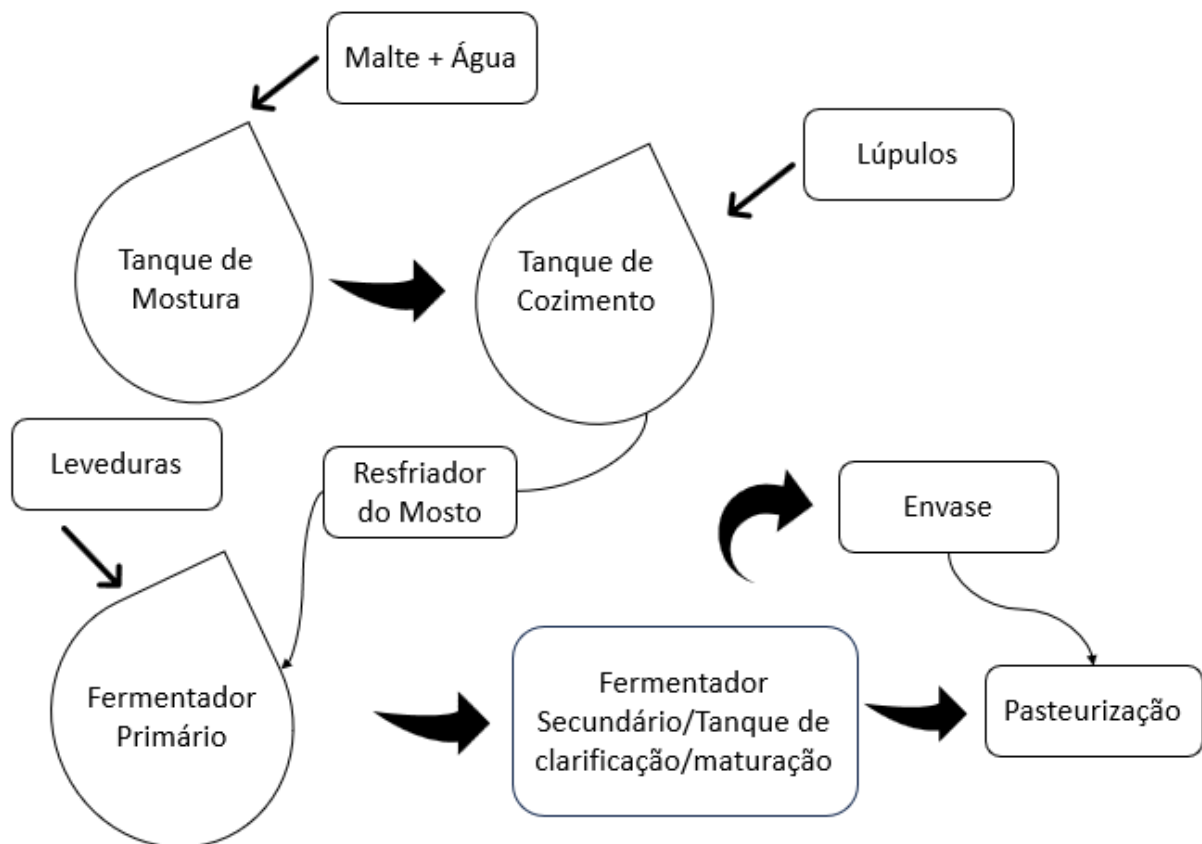 Malte + Água
Lúpulos
Tanque de
Mostura
Tanque de
Cozimento
Leveduras
Resfriador
do Mosto
Envase
Fermentador
Primário
Fermentador
Secundário/Tanque de
clarificação/maturação
Pasteurização